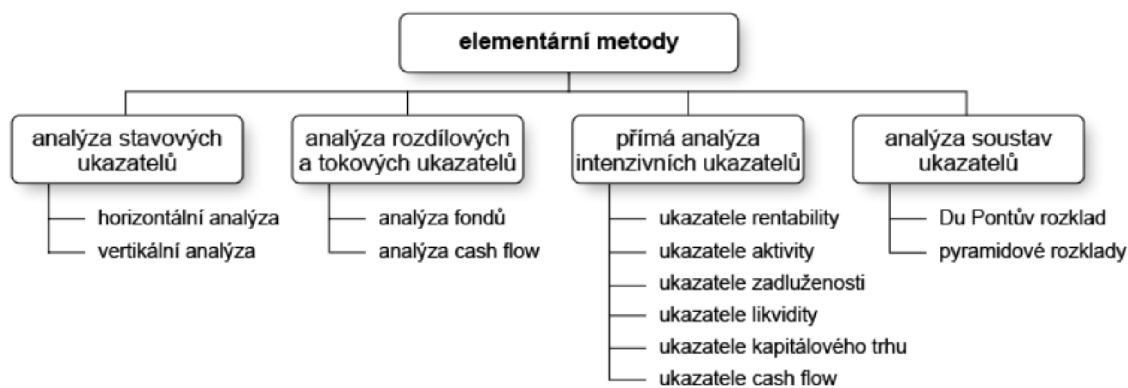 elementární metody
analýza stavových
ukazatelů
horizontální analýza
vertikální analýza
analýza rozdílových
a tokových ukazatelů
analýza fondů
analýza cash flow
přímá analýza
intenzivních ukazatelů
ukazatele rentability
ukazatele aktivity
ukazatele zadluženosti
ukazatele likvidity
ukazatele kapitálového trhu
ukazatele cash flow
analýza soustav
ukazatelů
Du Pontův rozklad
pyramidové rozklady